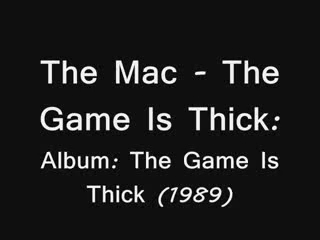 The Mac - The
Game Is Thick:
Album: The Game Is
Thick (1989)